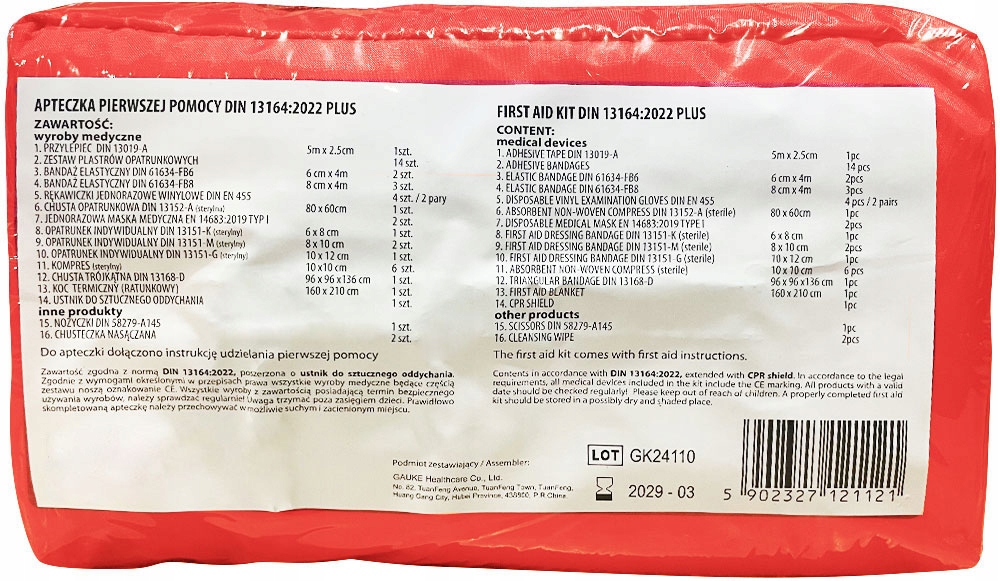 APTECZKA PIERWSZEJ POMOCY DIN 13164:2022 PLUS
ZAWARTOŚĆ:
wyroby medyczne
1. PRZYLEPIEC DIN 13019-A 5m x 2.5cm 1szt.
2. ZESTAW PLASTRÓW OPATRUNKOWYCH 14 szt.
3. BANDAŻ ELASTYCZNY DIN 61634-FB6 6 cm x 4m 2 szt.
4. BANDAŻ ELASTYCZNY DIN 61634-FB8 8 cm x 4m 3 szt.
5. RĘKAWICZKI JEDNORAZOWE WINYLOWE DIN EN 455 4 szt. / 2 pary
6. CHUSTA OPATRUNKOWA DIN 13152-A (sterylna) 80 x 60cm 1 szt.
7. JEDNORAZOWA MASKA MEDYCZNA EN 14683:2019 TYP I 2 szt.
8. OPATRUNEK INDYWIDUALNY DIN 13151-K (sterylny) 6 x 8 cm 1 szt.
9. OPATRUNEK INDYWIDUALNY DIN 13151-M (sterylny) 8 x 10 cm 2 szt.
10. OPATRUNEK INDYWIDUALNY DIN 13151-G (sterylny) 10 x 12 cm 1 szt.
11. KOMPRES (sterylny) 10x10 cm 6 szt.
12. CHUSTA TRÓJKĄTNA DIN 13168-D 96 x 96 x136 cm 1 szt.
13. KOC TERMICZNY (RATUNKOWY) 160 x 210 cm 1 szt.
14. USTNIK DO SZTUCZNEGO ODDYCHANIA 1 szt.
inne produkty
15. NOŻYCZKI DIN 58279-A145 1 szt.
16. CHUSTECZKA NASĄCZANA 2 szt.
Do apteczki dołączono instrukcję udzielania pierwszej pomocy
Zawartość zgodna z normą DIN 13164:2022, poszerzona o ustnik do sztucznego oddychania.
Zgodnie z wymogami określonymi w przepisach prawa wszystkie wyroby medyczne będące częścią
zestawu noszą oznakowanie CE. Wszystkie wyroby z zawartością posiadającą termin bezpiecznego
używania wyrobów, należy sprawdzać regularnie! Uwaga trzymać poza zasięgiem dzieci. Prawidłowo
skompletowaną apteczkę należy przechowywać w możliwie suchym i zacienionym miejscu.
FIRST AID KIT DIN 13164:2022 PLUS
CONTENT:
medical devices
1. ADHESIVE TAPE DIN 13019-A 5m x 2.5cm 1pc
2. ADHESIVE BANDAGES 14 pcs
3. ELASTIC BANDAGE DIN 61634-FB6 6 cm x 4m 2pcs
4. ELASTIC BANDAGE DIN 61634-FB8 8 cm x 4m 3pcs
5. DISPOSABLE VINYL EXAMINATION GLOVES DIN EN 455 4 pcs / 2 pairs
6. ABSORBENT NON-WOVEN COMPRESS DIN 13152-A (sterile) 80 x 60cm 1pc
7. DISPOSABLE MEDICAL MASK EN 14683:2019 TYPE I 2pcs
8. FIRST AID DRESSING BANDAGE DIN 13151-K (sterile) 6 x 8 cm 1pc
9. FIRST AID DRESSING BANDAGE DIN 13151-M (sterile) 8 x 10 cm 2pcs
10. FIRST AID DRESSING BANDAGE DIN 13151-G (sterile) 10 x 12 cm 1pc
11. ABSORBENT NON-WOVEN COMPRESS (sterile) 10 x 10 cm 6 pcs
12. TRIANGULAR BANDAGE DIN 13168-D 96 x 96 x136 cm 1pc
13. FIRST AID BLANKET 160 x 210 cm 1pc
14. CPR SHIELD 1pc
other products
15. SCISSORS DIN 58279-A145 1pc
16. CLEANSING WIPE 2pcs
The first aid kit comes with first aid instructions.
Contents in accordance with DIN 13164:2022, extended with CPR shield. In accordance to the legal
requirements, all medical devices included in the kit include the CE marking. All products with a valid
date should be checked regularly! Please keep out of reach of children. A properly completed first aid
kit should be stored in a possibly dry and shaded place.
Podmiot zestawiający / Assembler:
GAUKE Healthcare Co., Ltd.
No. 82, TuanFeng Avenue, TuanFeng Town, TuanFeng,
Huang Gang City, Hubei Province, 438800, P.R.China.
LOT GK24110
2029 - 03
5 902327 121121